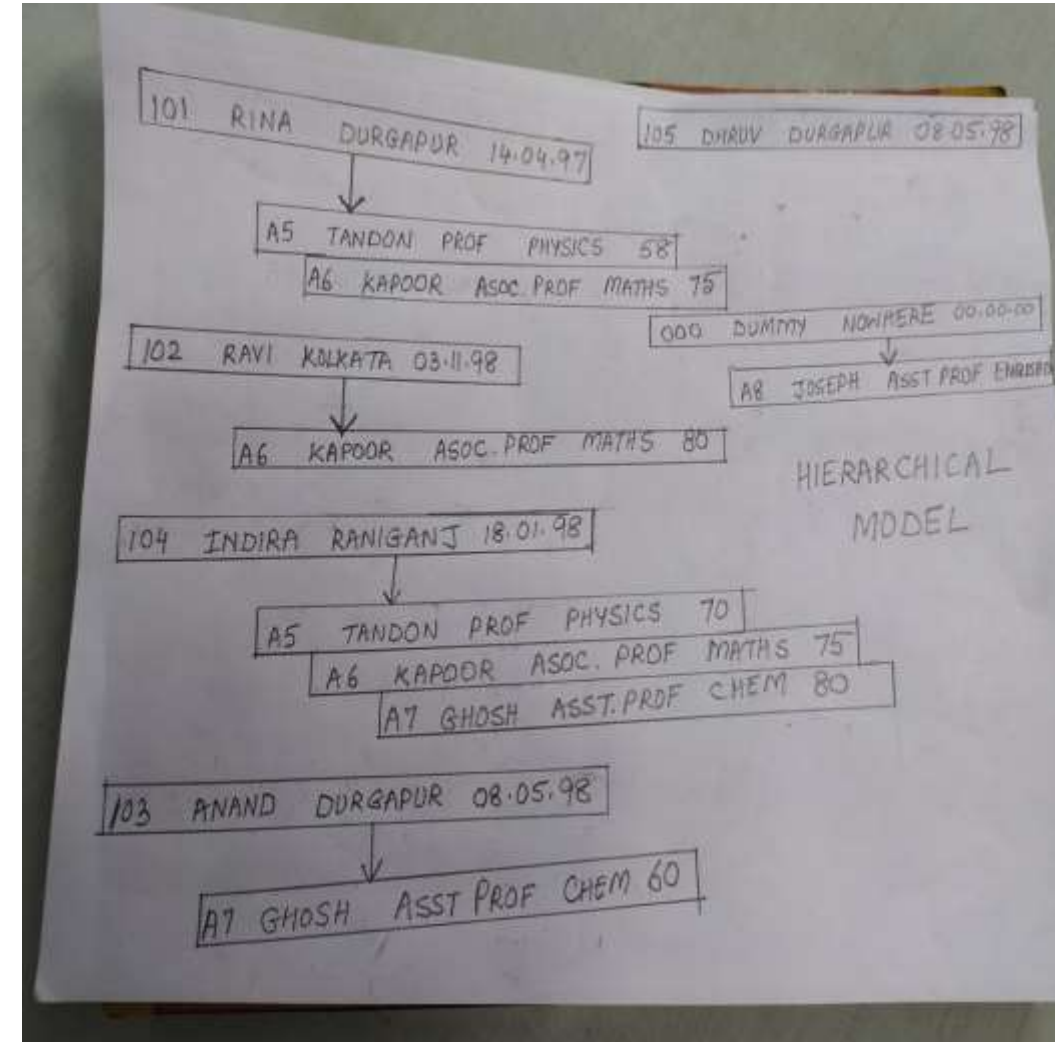 101 RINA DURGAPUR 14.04.97
105 DHRUV DURGAPUR 08.05.98
A5 TANDON PROF PHYSICS 58
A6 KAPOOR ASOC. PROF MATHS 75
000 DUMMY NOWHERE 00.00.00
102 RAVI KOLKATA 03.11.98
A8 JOSEPH ASST PROF
A6 KAPOOR ASOC. PROF MATHS 80
HIERARCHICAL
MODEL
104 INDIRA RANIGANJ 18.01.98
A5 TANDON PROF PHYSICS 70
A6 KAPOOR ASOC. PROF MATHS 75
A7 GHOSH ASST. PROF CHEM 80
103 ANAND DURGAPUR 08.05.98
A7 GHOSH ASST PROF CHEM 60